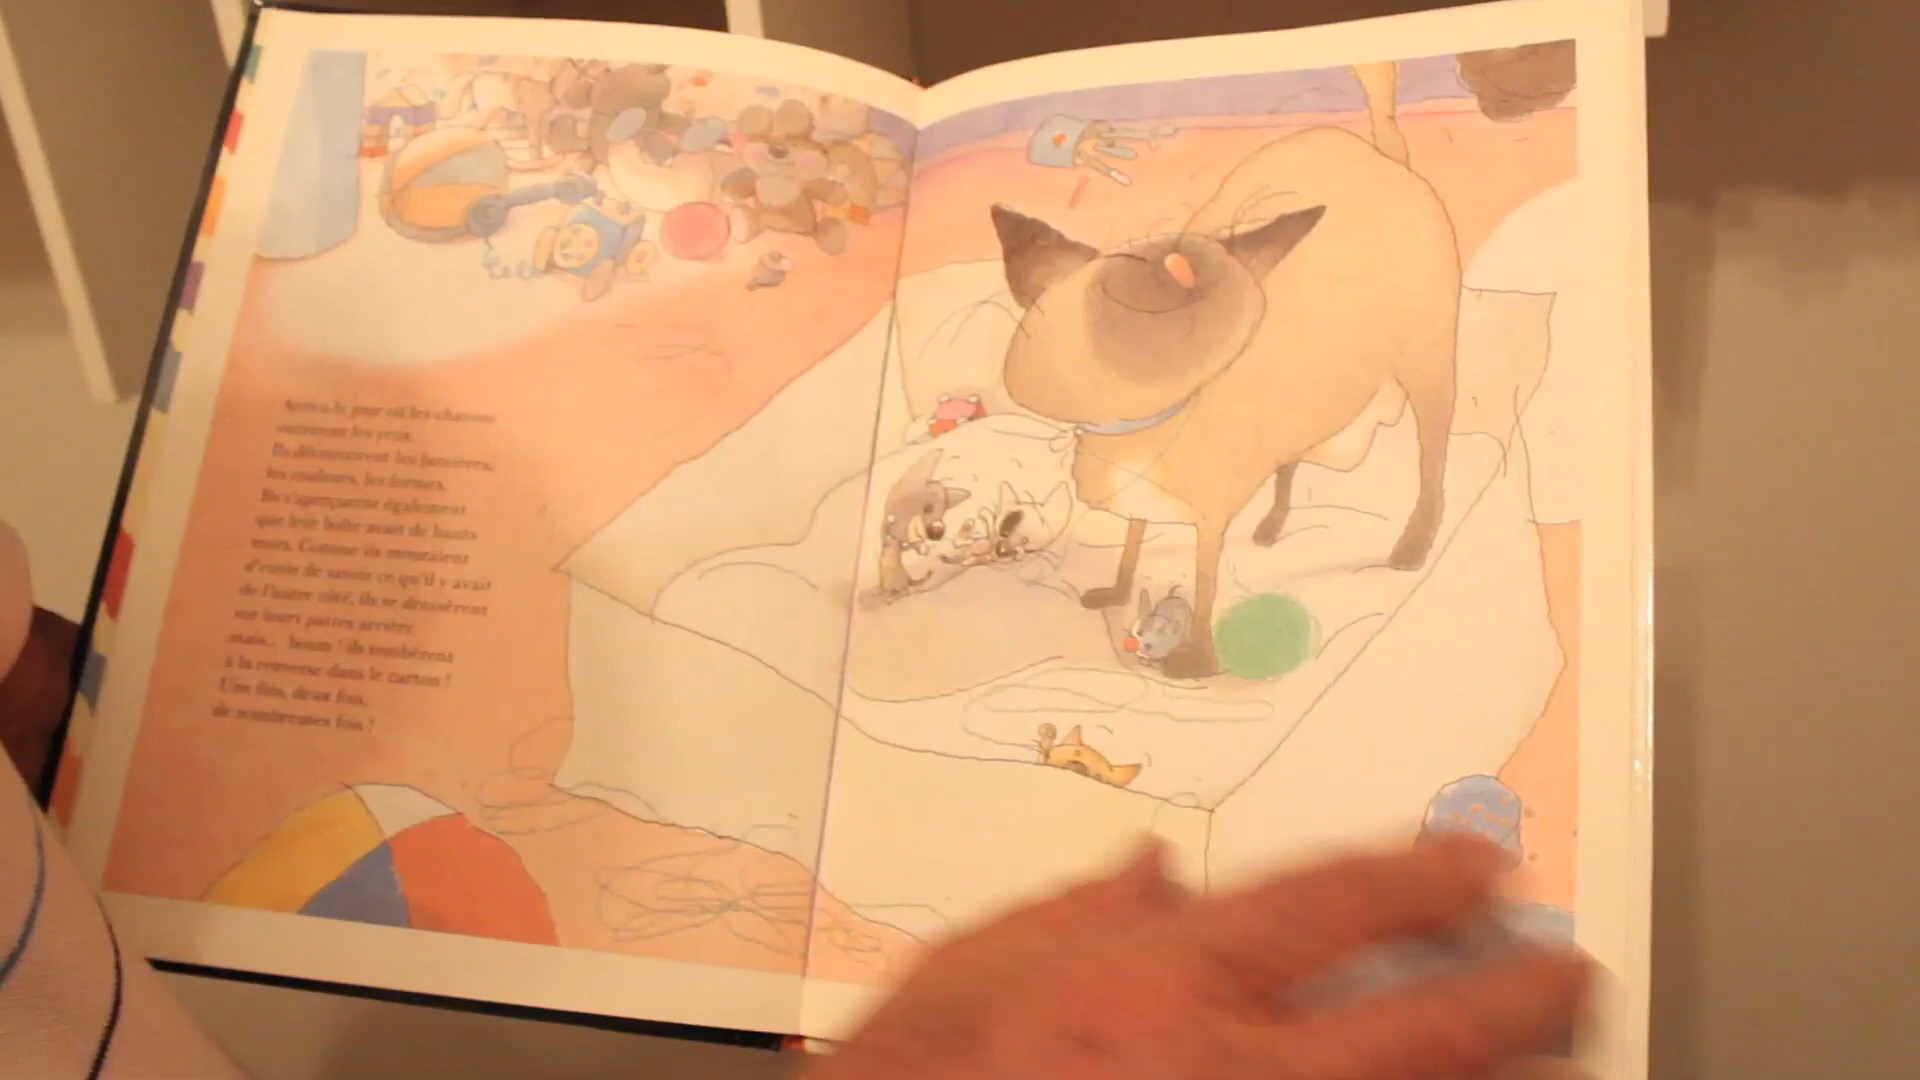 Arriva le jour où les chatons
ouvrirent les yeux.
Ils découvrirent les lumières,
les couleurs, les formes.
Ils s'aperçurent également
que leur boîte avait de hauts
murs. Comme ils mouraient
d'envie de savoir ce qu'il y avait
de l'autre côté, ils se dressèrent
sur leurs pattes arrière
mais... boum ! ils tombèrent
à la renverse dans le carton !
Une fois, deux fois,
de nombreuses fois !